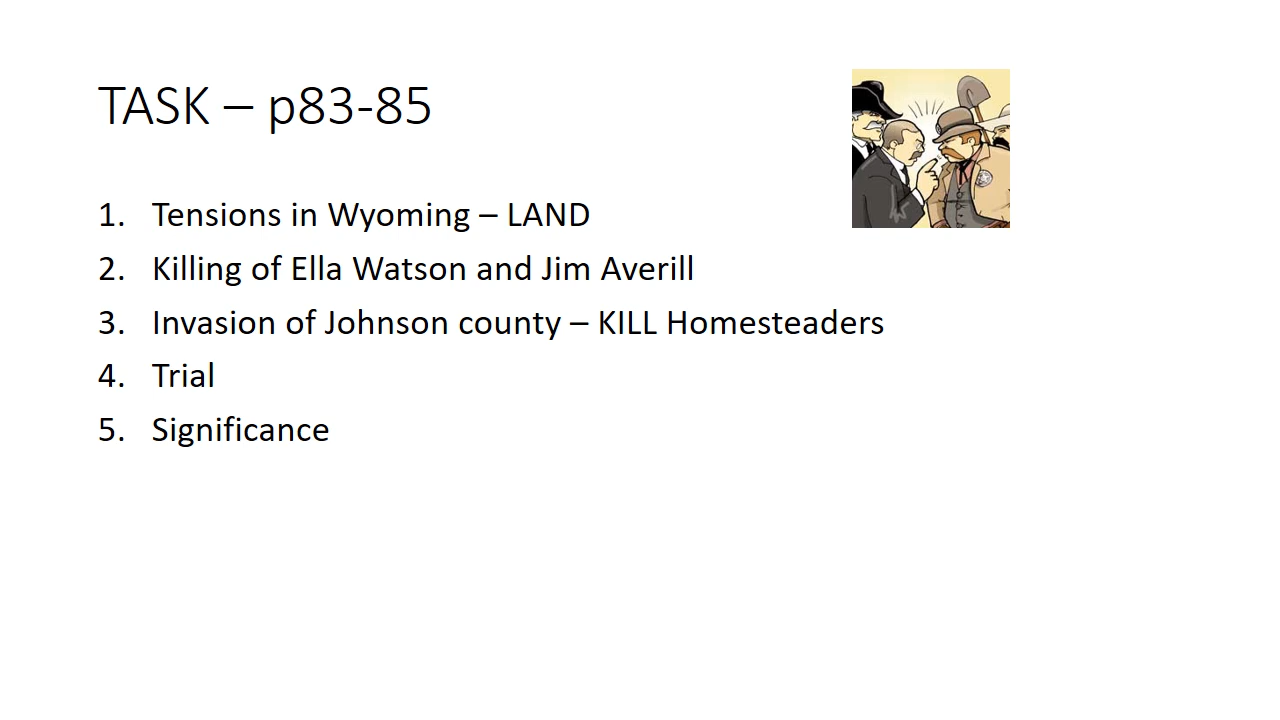 TASK – p83-85
1. Tensions in Wyoming – LAND
2. Killing of Ella Watson and Jim Averill
3. Invasion of Johnson county – KILL Homesteaders
4. Trial
5. Significance